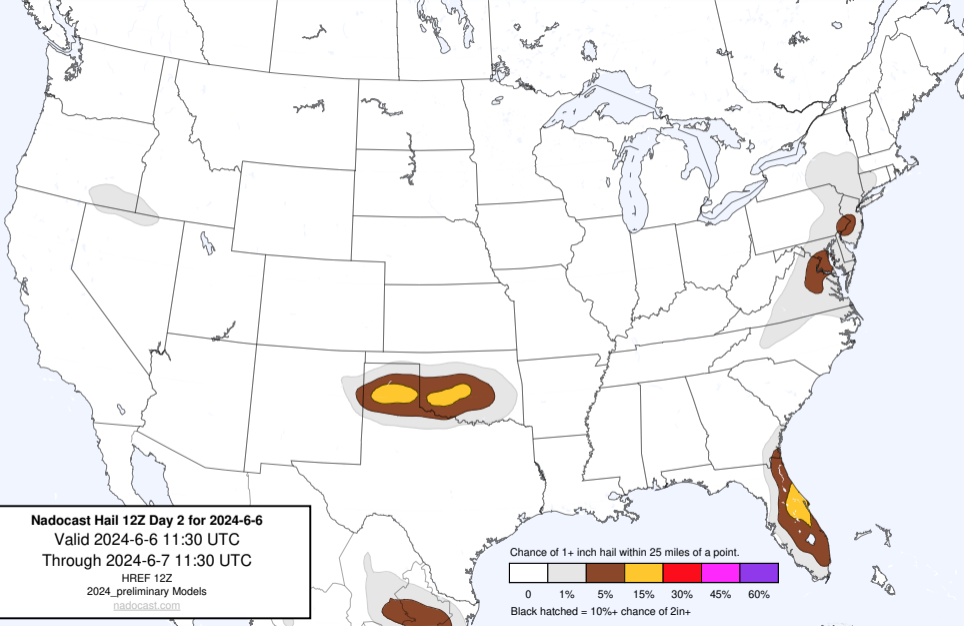 Nadocast Hail 12Z Day 2 for 2024-6-6
Valid 2024-6-6 11:30 UTC
Through 2024-6-7 11:30 UTC
HREF 12Z
2024_preliminary Models
nadocast.com
Chance of 1+ inch hail within 25 miles of a point.
0 1% 5% 15% 30% 45% 60%
Black hatched = 10%+ chance of 2in+